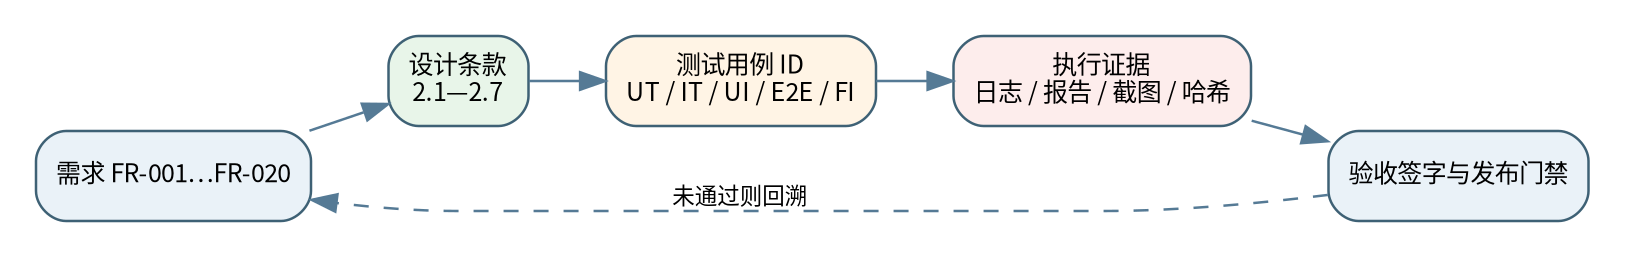 需求 FR-001…FR-020
设计条款
2.1—2.7
测试用例 ID
UT / IT / UI / E2E / FI
执行证据
日志 / 报告 / 截图 / 哈希
验收签字与发布门禁
未通过则回溯